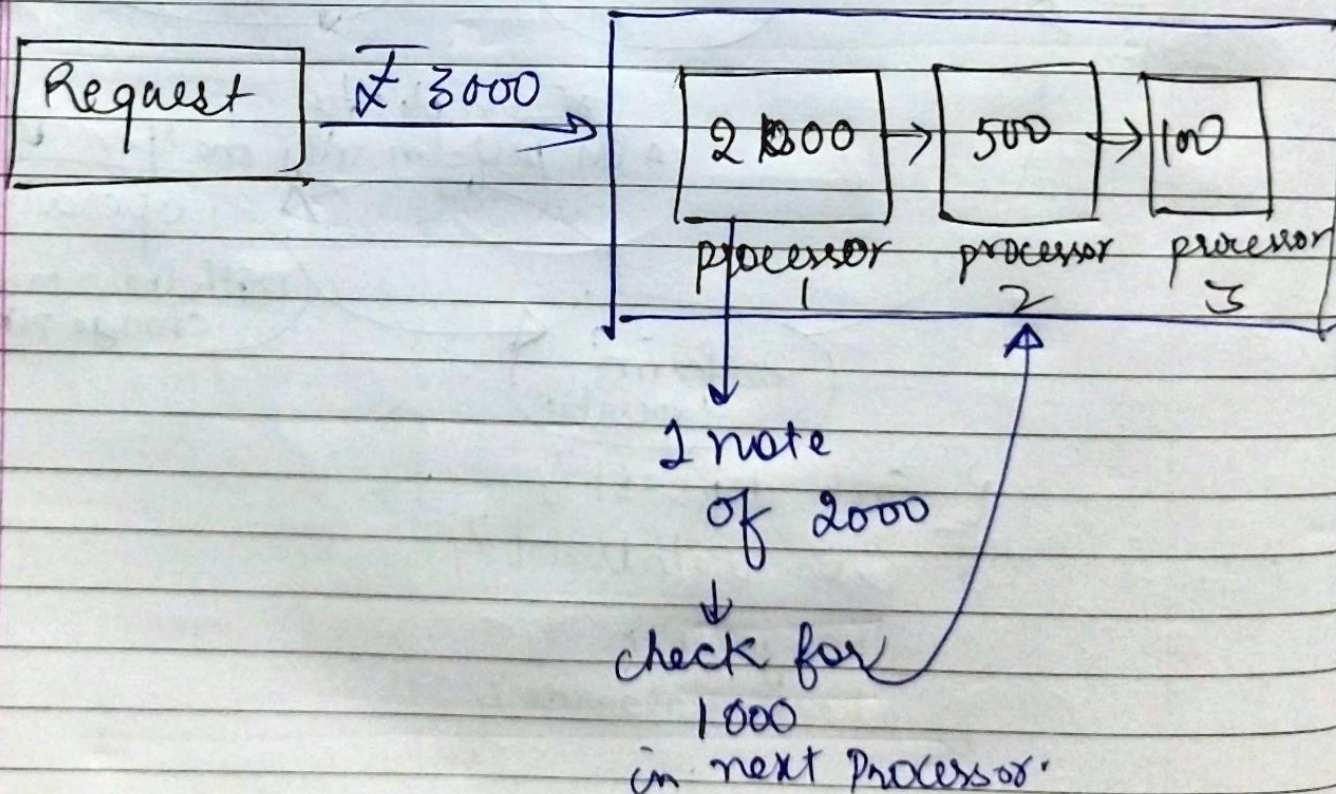 Request
₹ 3000
2000 → 500 → 100
processor 1
processor 2
processor 3
1 note
of 2000
↓
check for
1000
in next Processor.